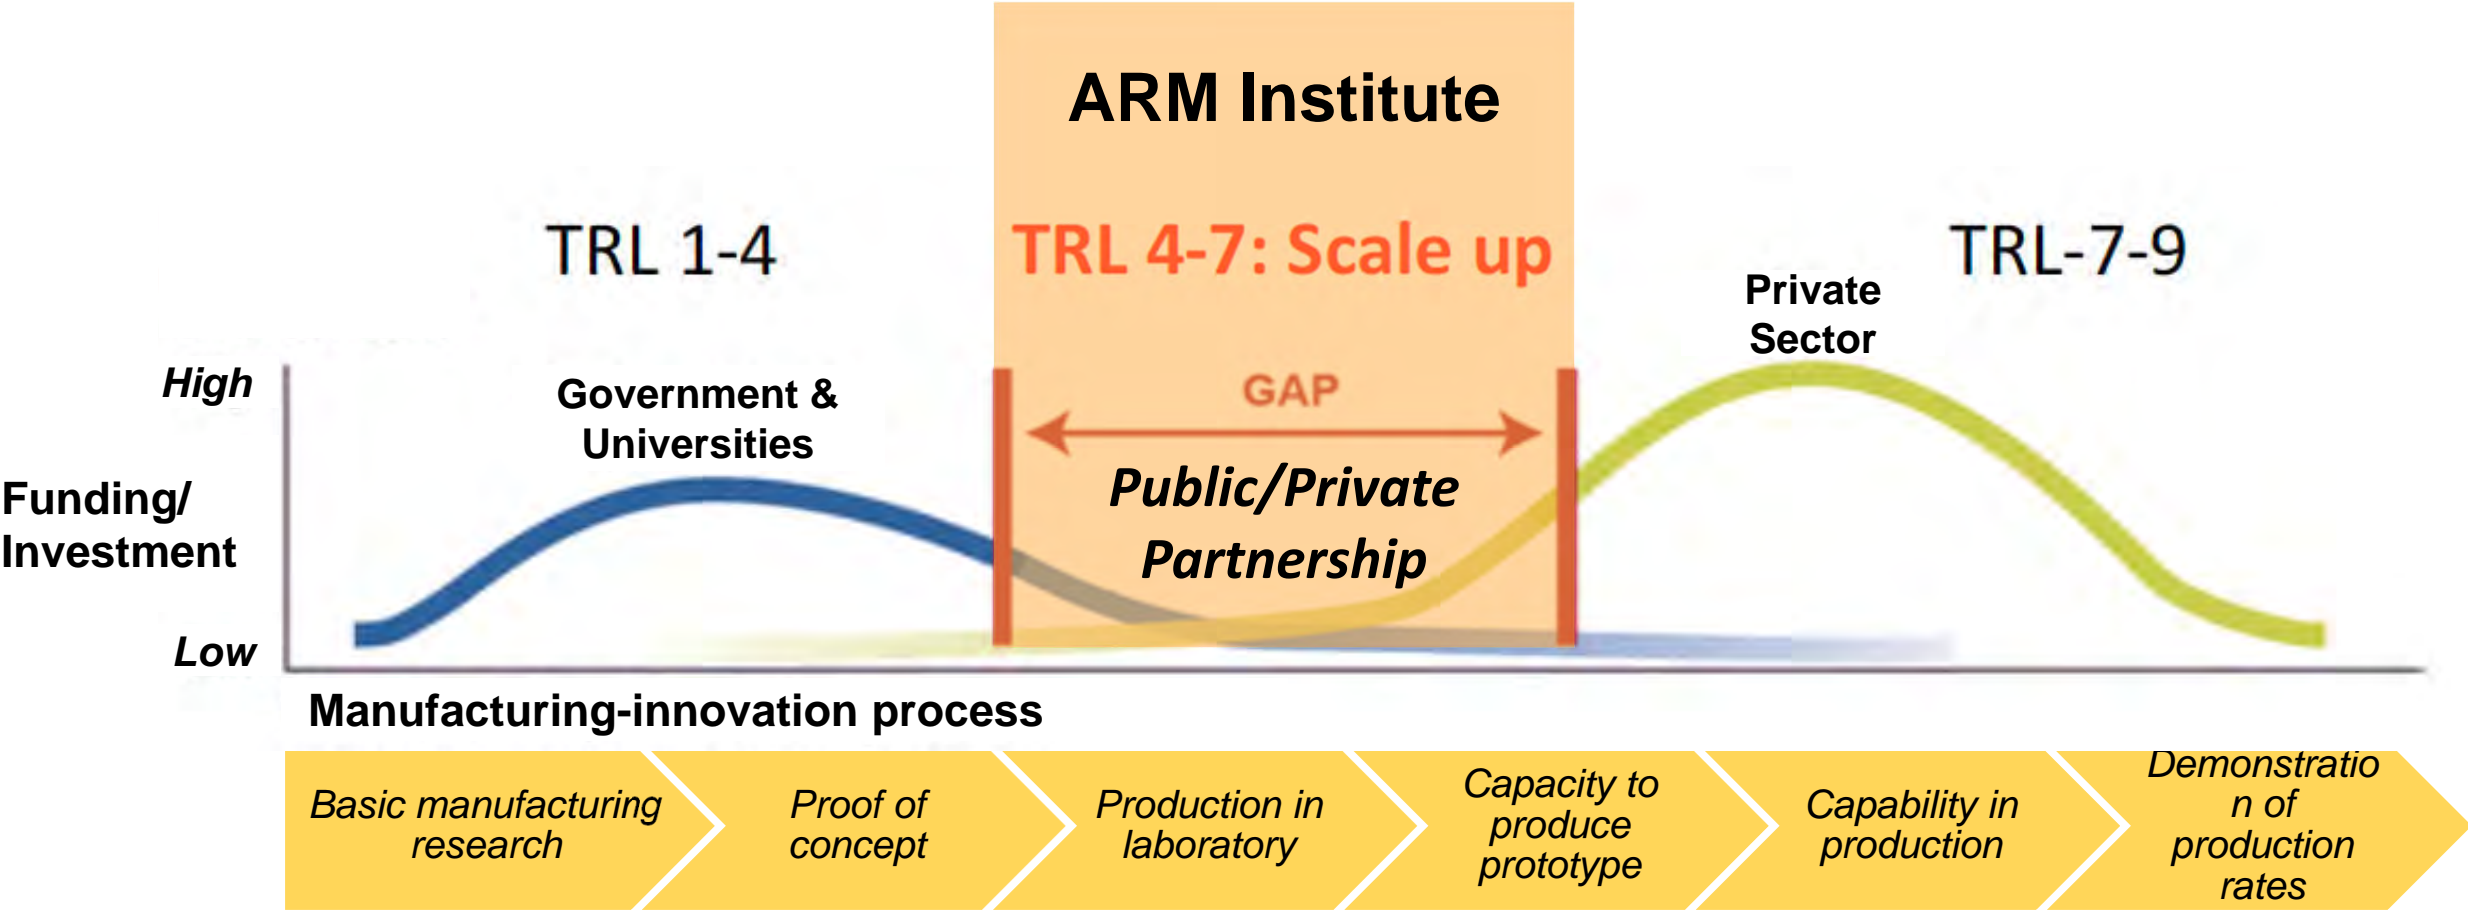 ARM Institute
TRL 1-4
TRL 4-7: Scale up
TRL-7-9
Private
Sector
High
Government &
Universities
GAP
Funding/
Investment
Public/Private
Partnership
Low
Manufacturing-innovation process
Basic manufacturing
research
Proof of
concept
Production in
laboratory
Capacity to
produce
prototype
Capability in
production
Demonstratio
n of
production
rates